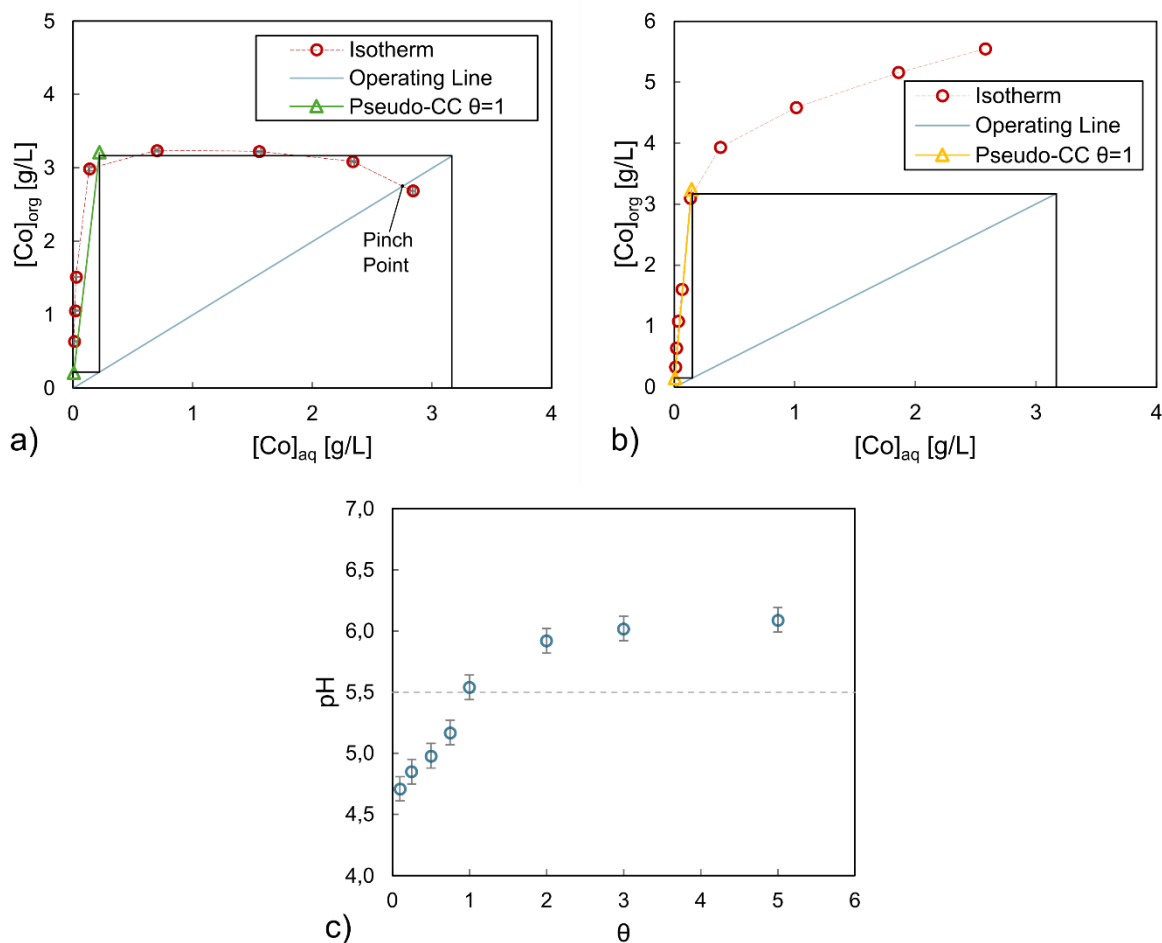 5
4
3
2
1
0
[Co]org [g/L]
Isotherm
Operating Line
Pseudo-CC θ=1
Pinch
Point
0 1 2 3 4
[Co]aq [g/L]
a)
6
5
4
3
2
1
0
[Co]org [g/L]
Isotherm
Operating Line
Pseudo-CC θ=1
0 1 2 3 4
[Co]aq [g/L]
b)
7,0
6,5
6,0
5,5
5,0
4,5
4,0
pH
0 1 2 3 4 5 6
θ
c)